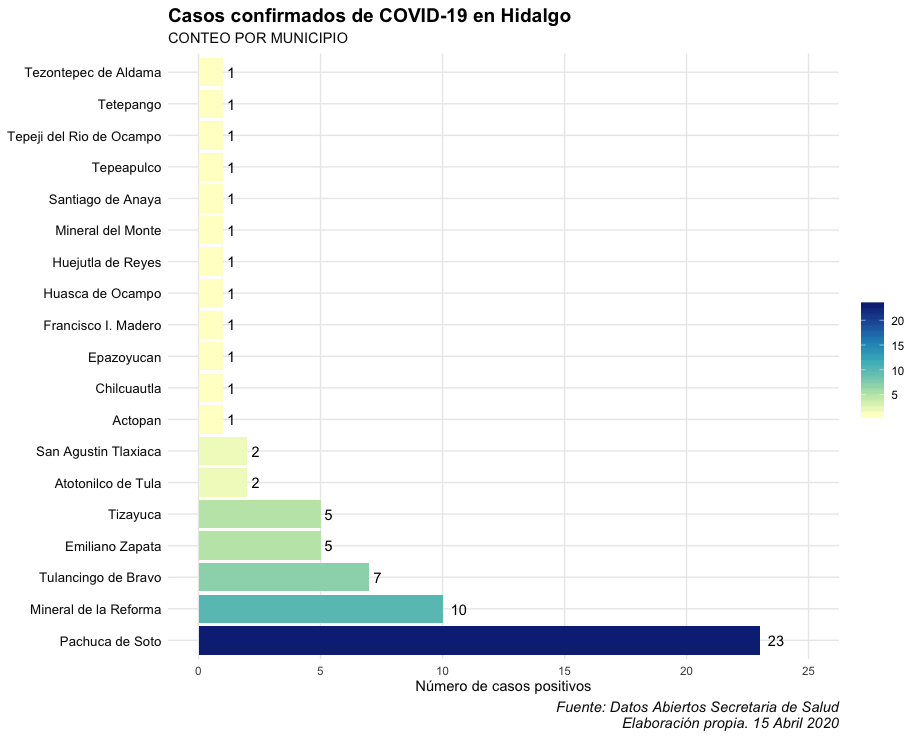 Casos confirmados de COVID-19 en Hidalgo
CONTEO POR MUNICIPIO
Tezontepec de Aldama 1
Tetepango 1
Tepeji del Rio de Ocampo 1
Tepeapulco 1
Santiago de Anaya 1
Mineral del Monte 1
Huejutla de Reyes 1
Huasca de Ocampo 1
Francisco I. Madero 1
Epazoyucan 1
Chilcuautla 1
Actopan 1
San Agustin Tlaxiaca 2
Atotonilco de Tula 2
Tizayuca 5
Emiliano Zapata 5
Tulancingo de Bravo 7
Mineral de la Reforma 10
Pachuca de Soto 23
0 5 10 15 20 25
Número de casos positivos
20
15
10
5
Fuente: Datos Abiertos Secretaria de Salud
Elaboración propia. 15 Abril 2020